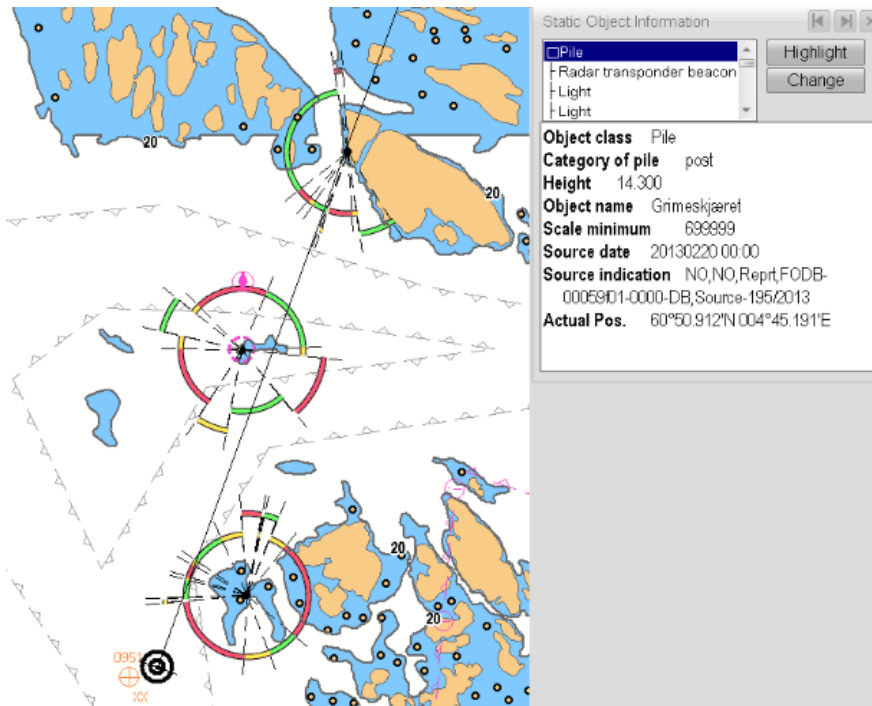 Static Object Information
Pile
Radar transponder beacon
Light
Light
Highlight
Change
Object class Pile
Category of pile post
Height 14.300
Object name Grimeskjæret
Scale minimum 699999
Source date 20130220 00:00
Source indication NO,NO,Reprt,FODB-
00059f01-0000-DB,Source-195/2013
Actual Pos. 60°50.912'N 004°45.191'E
20
20
20
20
0951
XX